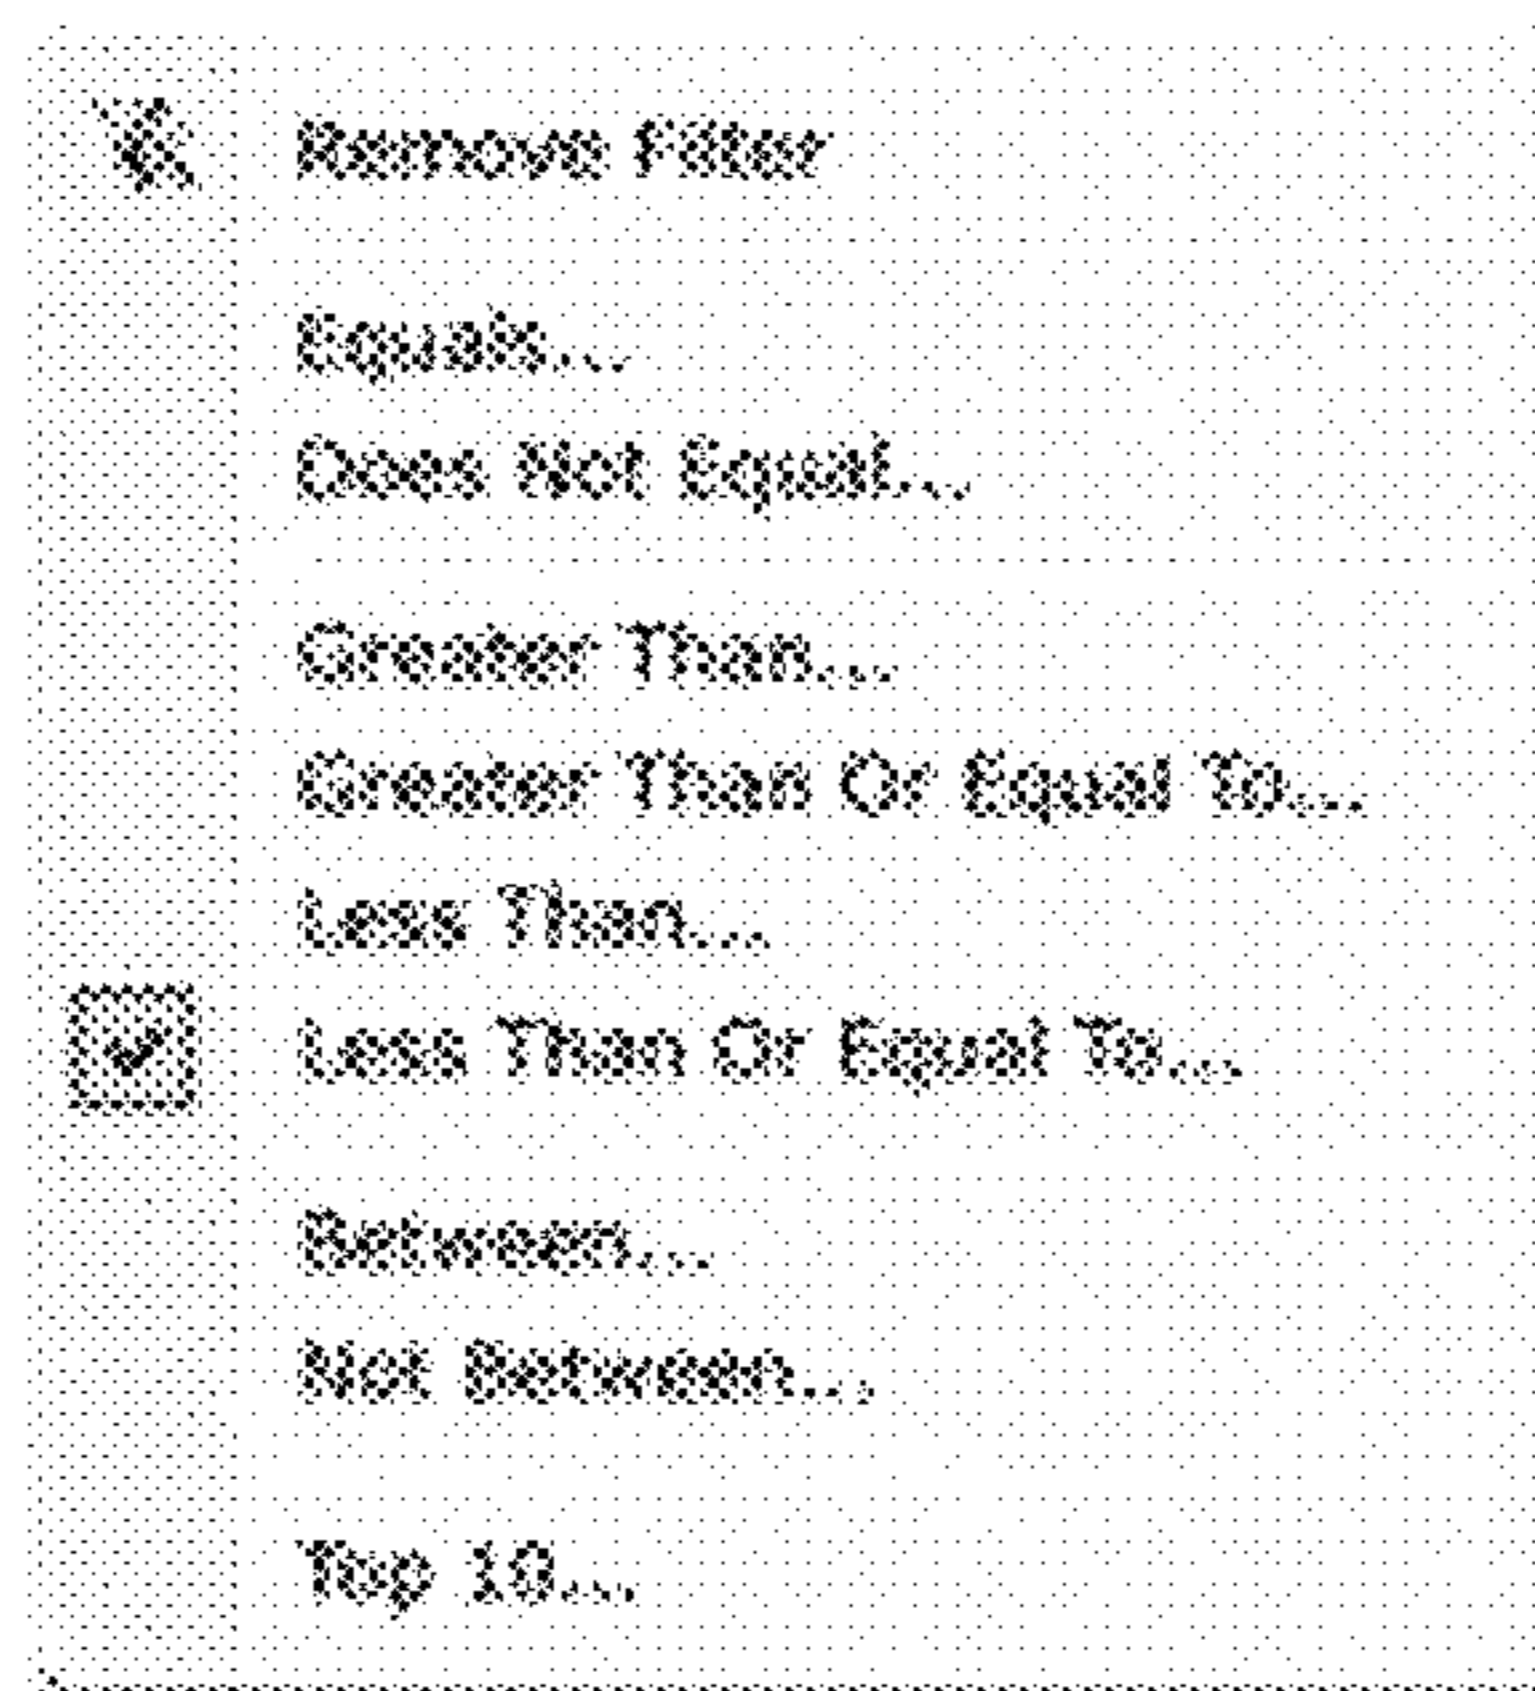 Remove Filter
Equals...
Does Not Equal...
Greater Than...
Greater Than Or Equal To...
Less Than...
Less Than Or Equal To...
Between...
Not Between...
Top 10...